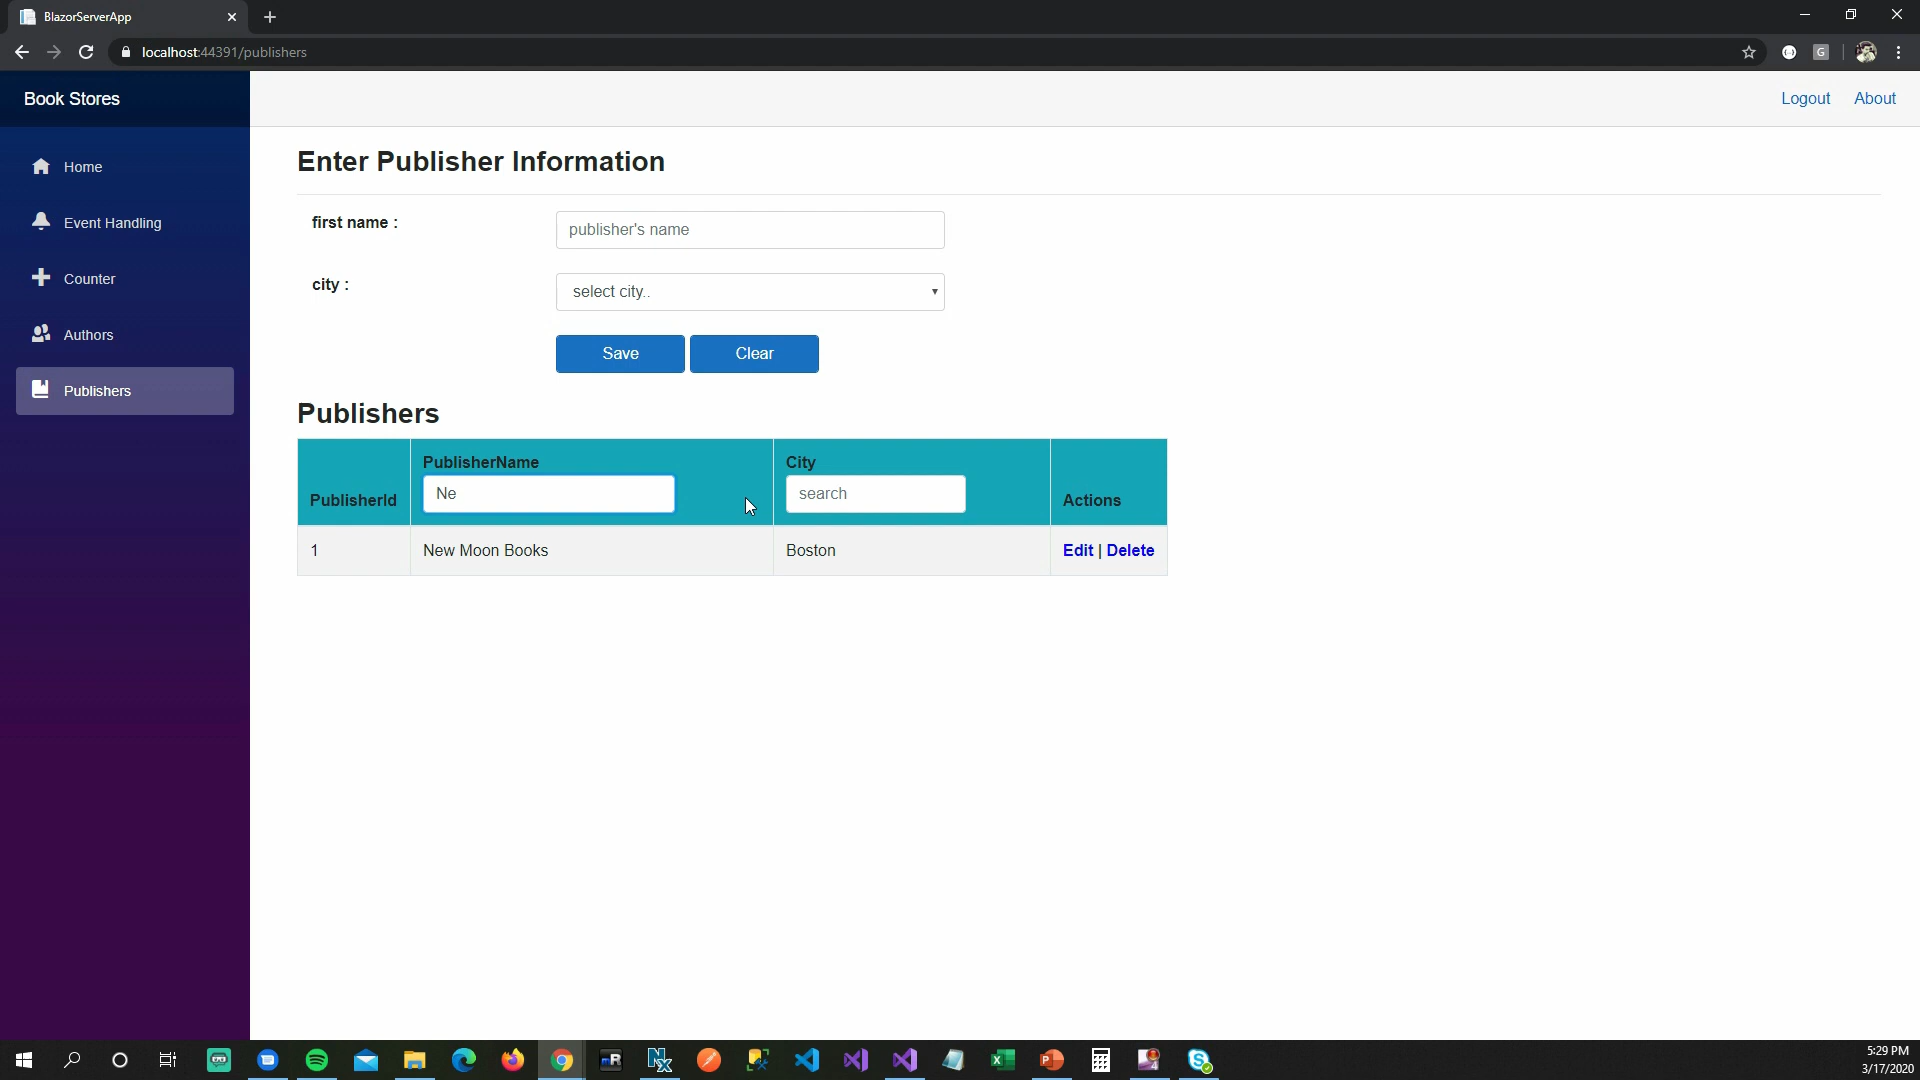 BlazorServerApp
localhost:44391/publishers
G
Book Stores
Logout About
Home
Event Handling
Counter
Authors
Publishers
Enter Publisher Information
first name :
publisher's name
city :
select city..
Save Clear
Publishers
PublisherId PublisherName City Actions
Ne search
1 New Moon Books Boston Edit | Delete
5:29 PM
3/17/2020